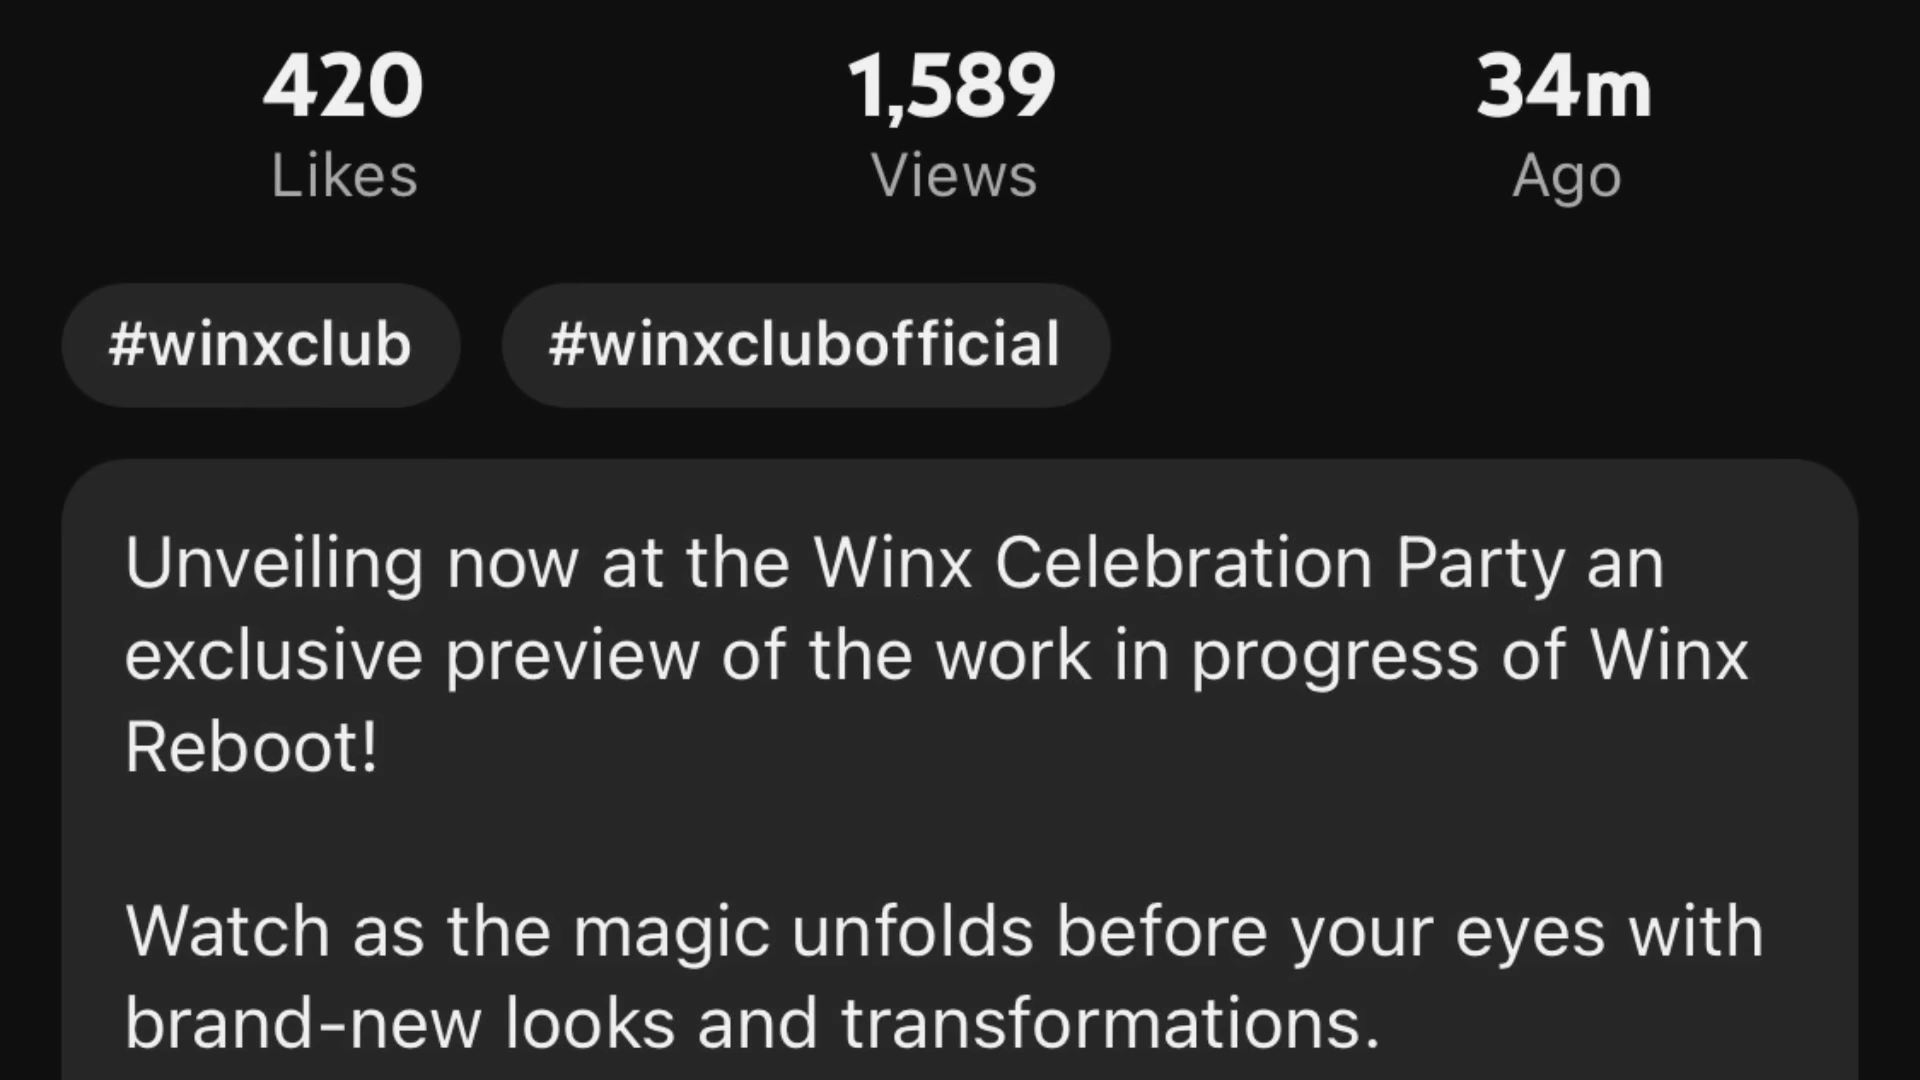 420 1,589 34m
Likes Views Ago
#winxclub #winxclubofficial
Unveiling now at the Winx Celebration Party an
exclusive preview of the work in progress of Winx
Reboot!
Watch as the magic unfolds before your eyes with
brand-new looks and transformations.